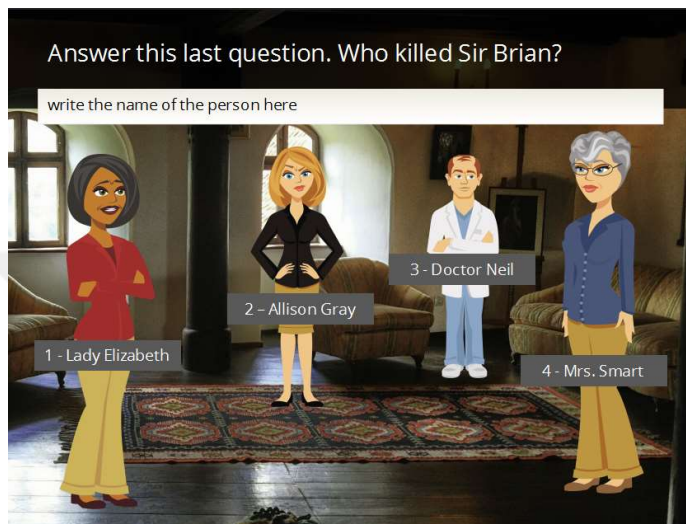 Answer this last question. Who killed Sir Brian?
write the name of the person here
1 - Lady Elizabeth
2 – Allison Gray
3 - Doctor Neil
4 - Mrs. Smart